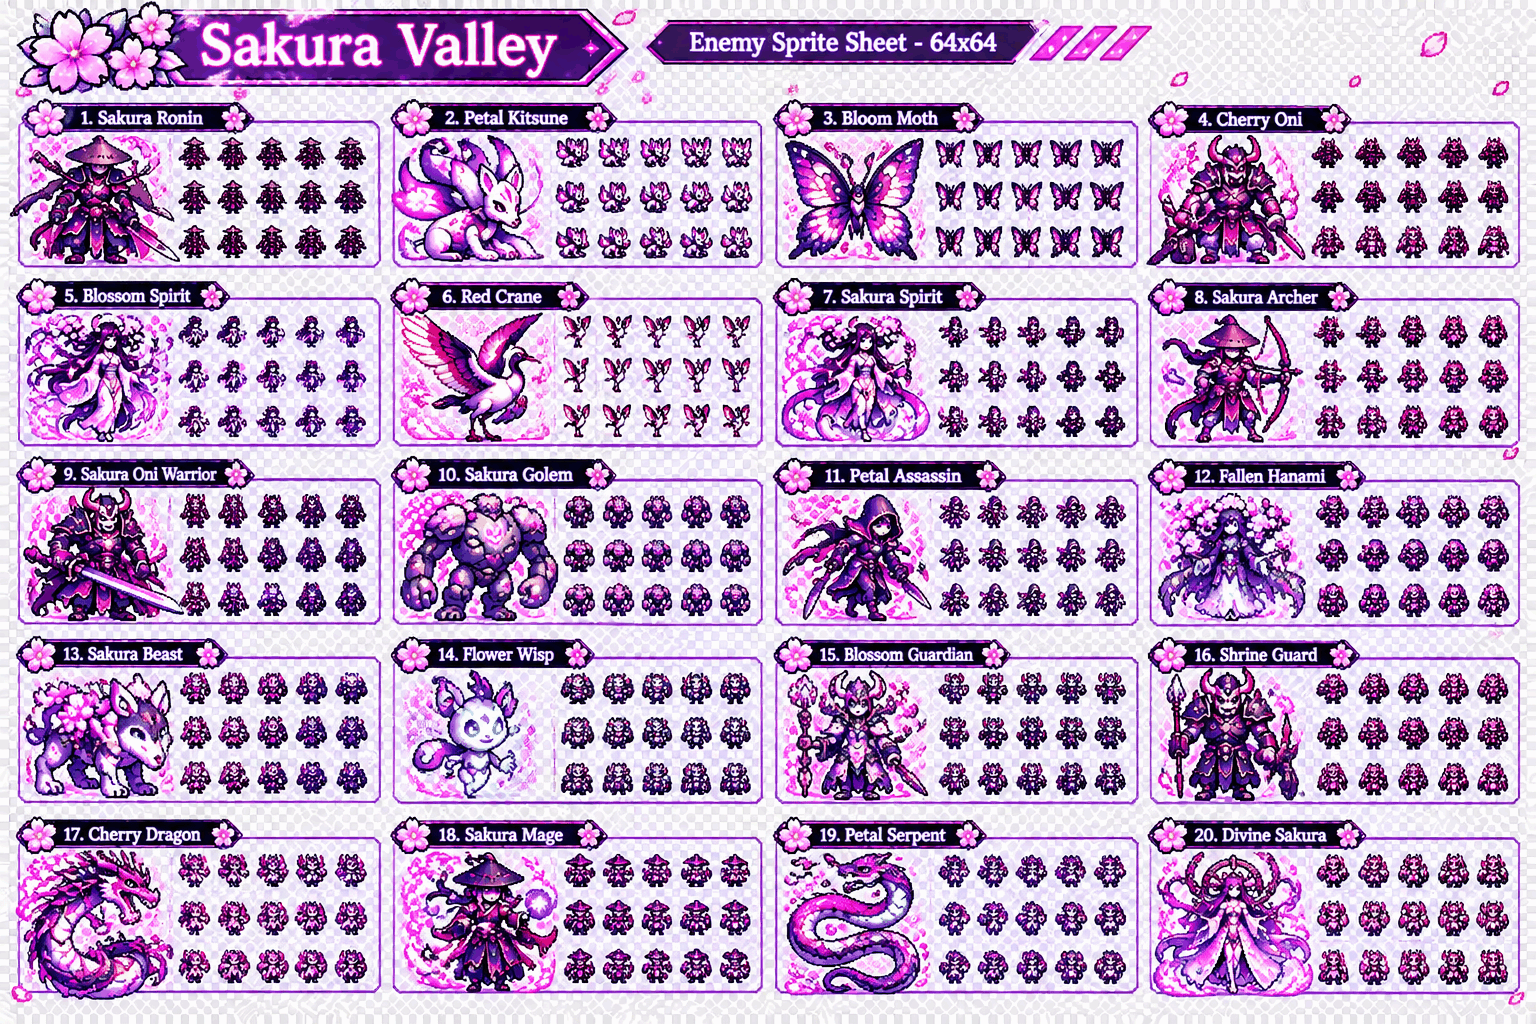 Sakura Valley
Enemy Sprite Sheet - 64x64
1. Sakura Ronin
2. Petal Kitsune
3. Bloom Moth
4. Cherry Oni
5. Blossom Spirit
6. Red Crane
7. Sakura Spirit
8. Sakura Archer
9. Sakura Oni Warrior
10. Sakura Golem
11. Petal Assassin
12. Fallen Hanami
13. Sakura Beast
14. Flower Wisp
15. Blossom Guardian
16. Shrine Guard
17. Cherry Dragon
18. Sakura Mage
19. Petal Serpent
20. Divine Sakura